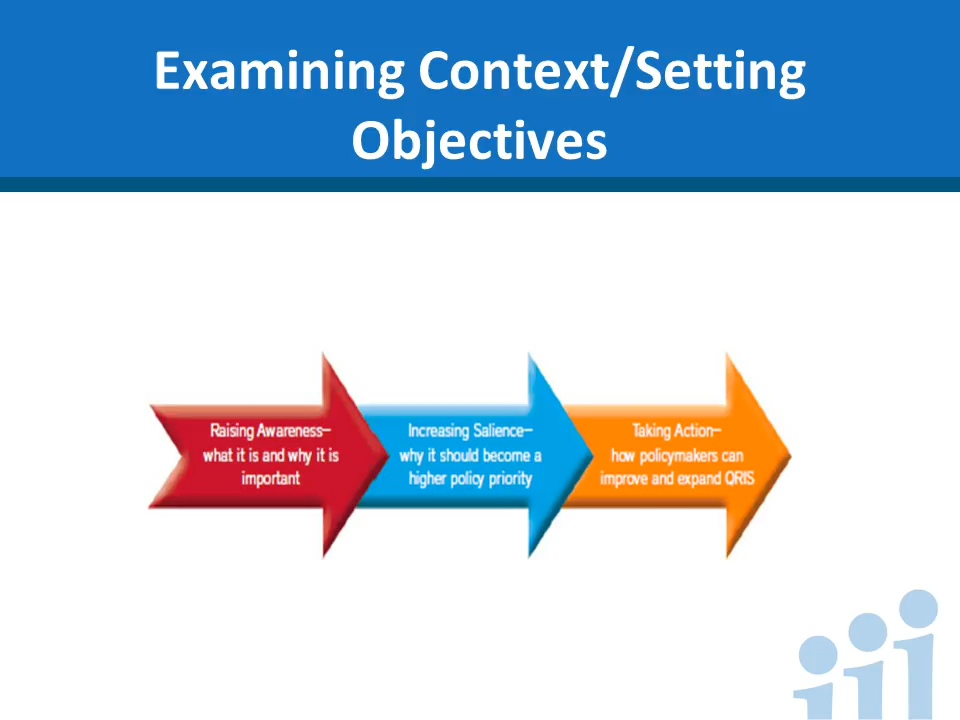 Examining Context/Setting
Objectives
Raising Awareness–
what it is and why it is
important
Increasing Salience–
why it should become a
higher policy priority
Taking Action–
how policymakers can
improve and expand QRIS